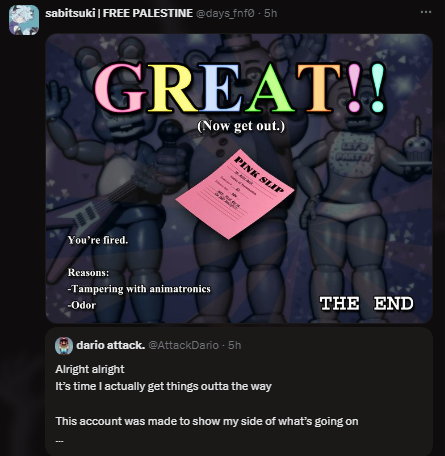 sabitsuki | FREE PALESTINE @days_fnf0 · 5h
GREAT!!
(Now get out.)
PINK SLIP
You're fired.
Reasons:
-Tampering with animatronics
-Odor
THE END
LET'S
PARTY!
dario attack. @AttackDario · 5h
Alright alright
It's time I actually get things outta the way
This account was made to show my side of what's going on
...